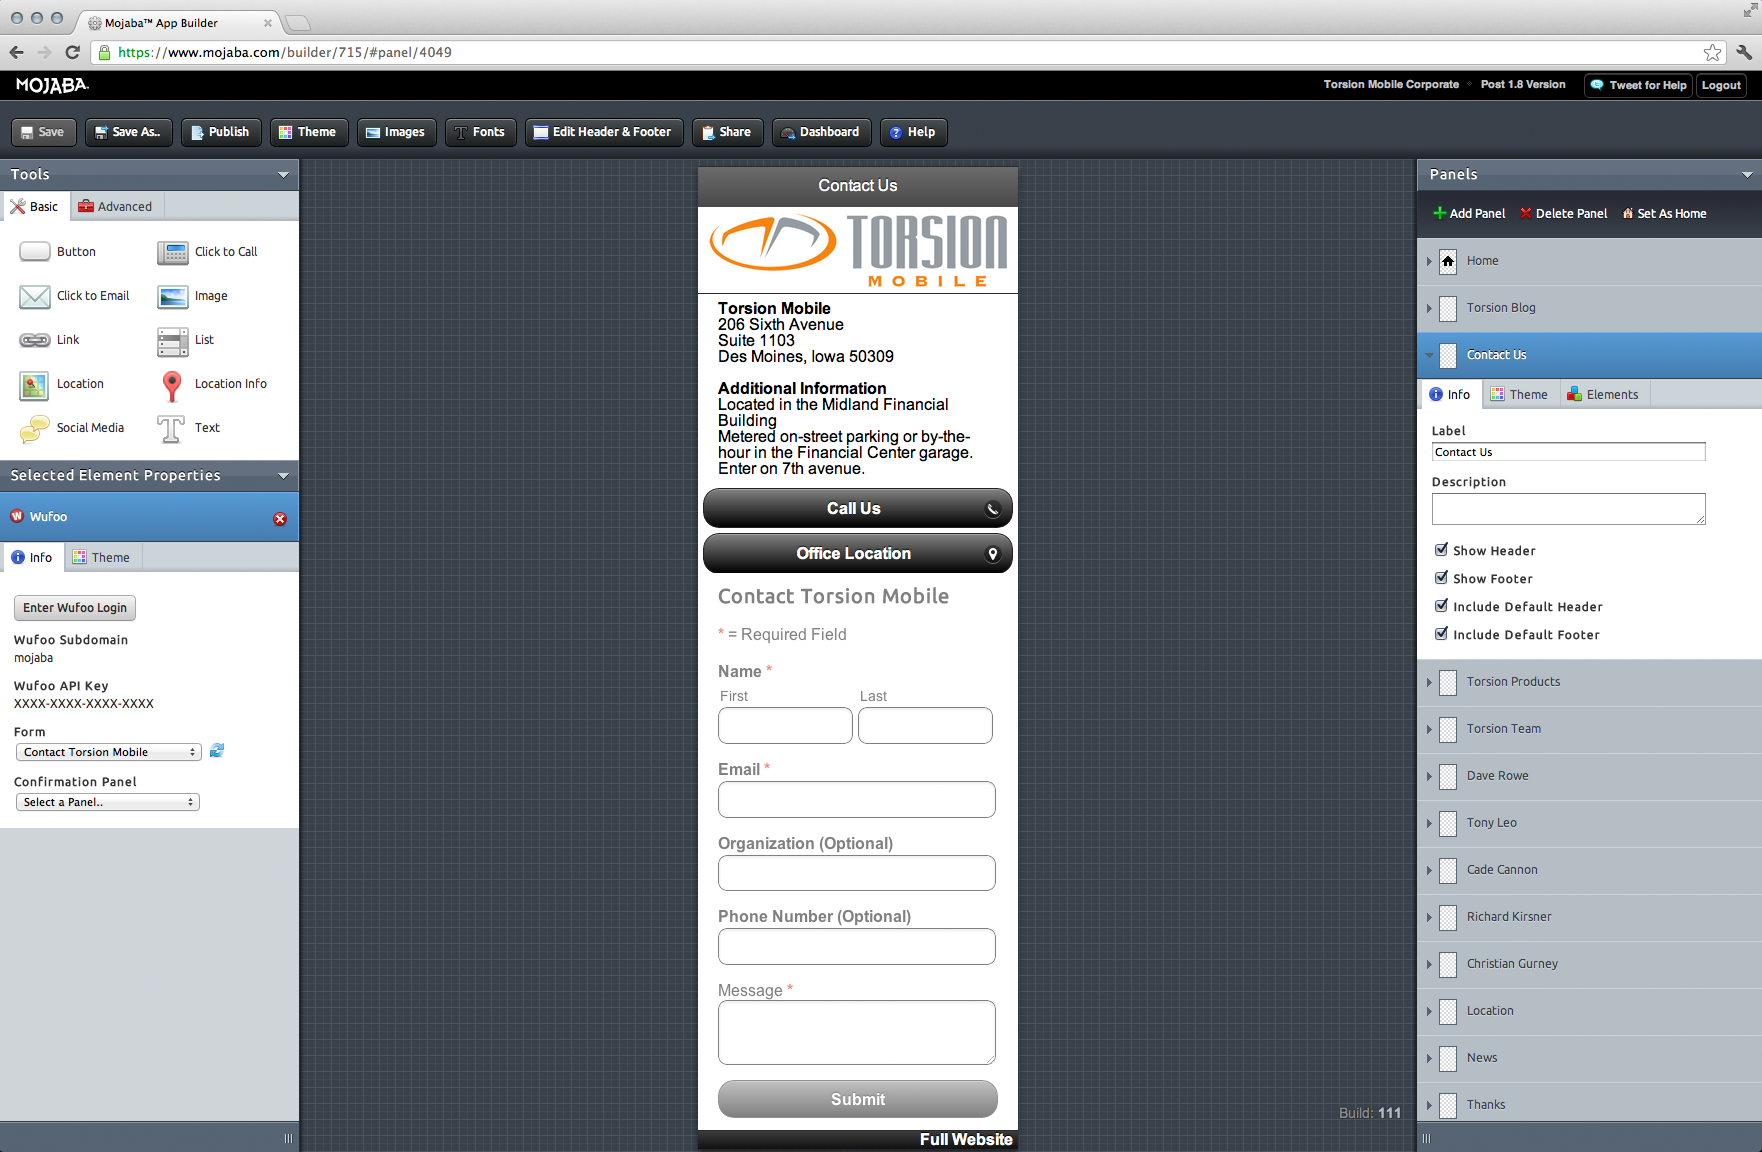 Mojaba™ App Builder
https://www.mojaba.com/builder/715/#panel/4049
MOJABA.
Torsion Mobile Corporate
Post 1.8 Version
Tweet for Help
Logout
Save
Save As..
Publish
Theme
Images
Fonts
Edit Header & Footer
Share
Dashboard
Help
Tools
Basic
Advanced
Button
Click to Call
Click to Email
Image
Link
List
Location
Location Info
Social Media
Text
Selected Element Properties
Wufoo
Info
Theme
Enter Wufoo Login
Wufoo Subdomain
mojaba
Wufoo API Key
XXXX-XXXX-XXXX-XXXX
Form
Contact Torsion Mobile
Confirmation Panel
Select a Panel..
Contact Us
TORSION
MOBILE
Torsion Mobile
206 Sixth Avenue
Suite 1103
Des Moines, Iowa 50309
Additional Information
Located in the Midland Financial
Building
Metered on-street parking or by-the-
hour in the Financial Center garage.
Enter on 7th avenue.
Call Us
Office Location
Contact Torsion Mobile
* = Required Field
Name *
First
Last
Email *
Organization (Optional)
Phone Number (Optional)
Message *
Submit
Full Website
Build: 111
Panels
Add Panel
Delete Panel
Set As Home
Home
Torsion Blog
Contact Us
Info
Theme
Elements
Label
Contact Us
Description
Show Header
Show Footer
Include Default Header
Include Default Footer
Torsion Products
Torsion Team
Dave Rowe
Tony Leo
Cade Cannon
Richard Kirsner
Christian Gurney
Location
News
Thanks